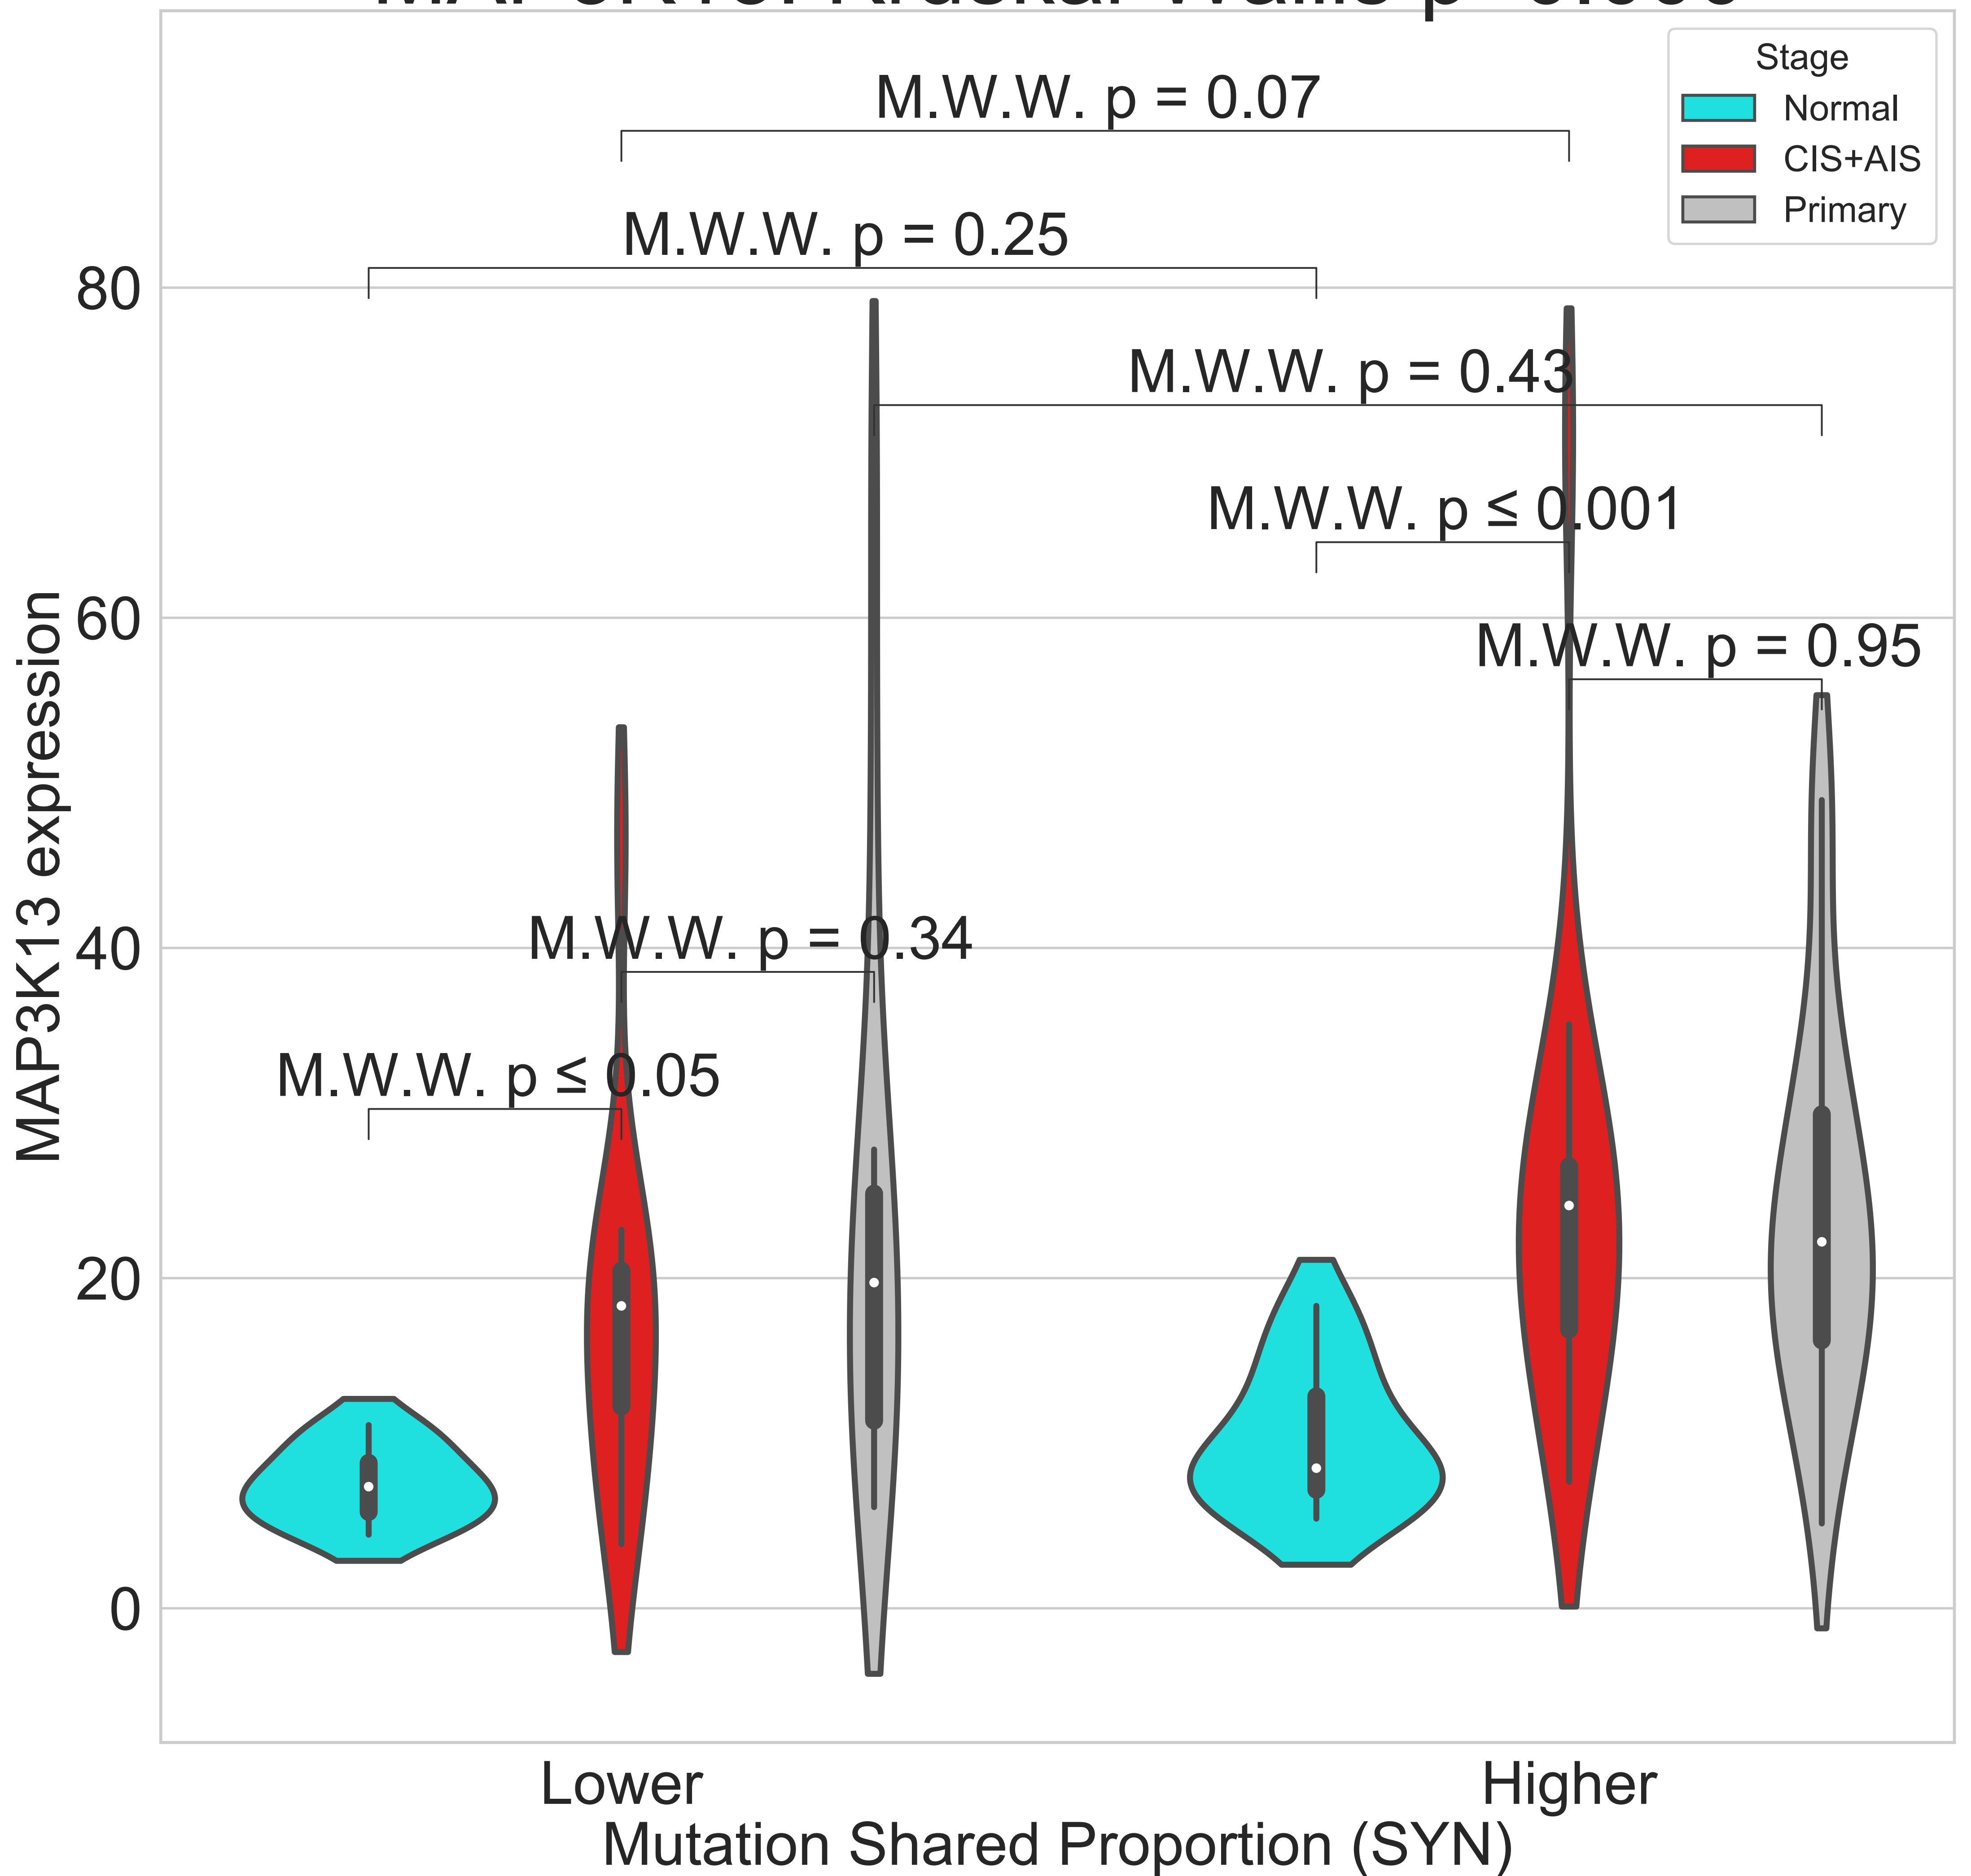 Stage
Normal
CIS+AIS
Primary
M.W.W. p = 0.07
M.W.W. p = 0.25
M.W.W. p = 0.43
M.W.W. p ≤ 0.001
M.W.W. p = 0.95
M.W.W. p = 0.34
M.W.W. p ≤ 0.05
80
60
40
20
0
MAP3K13 expression
Lower
Higher
Mutation Shared Proportion (SYN)